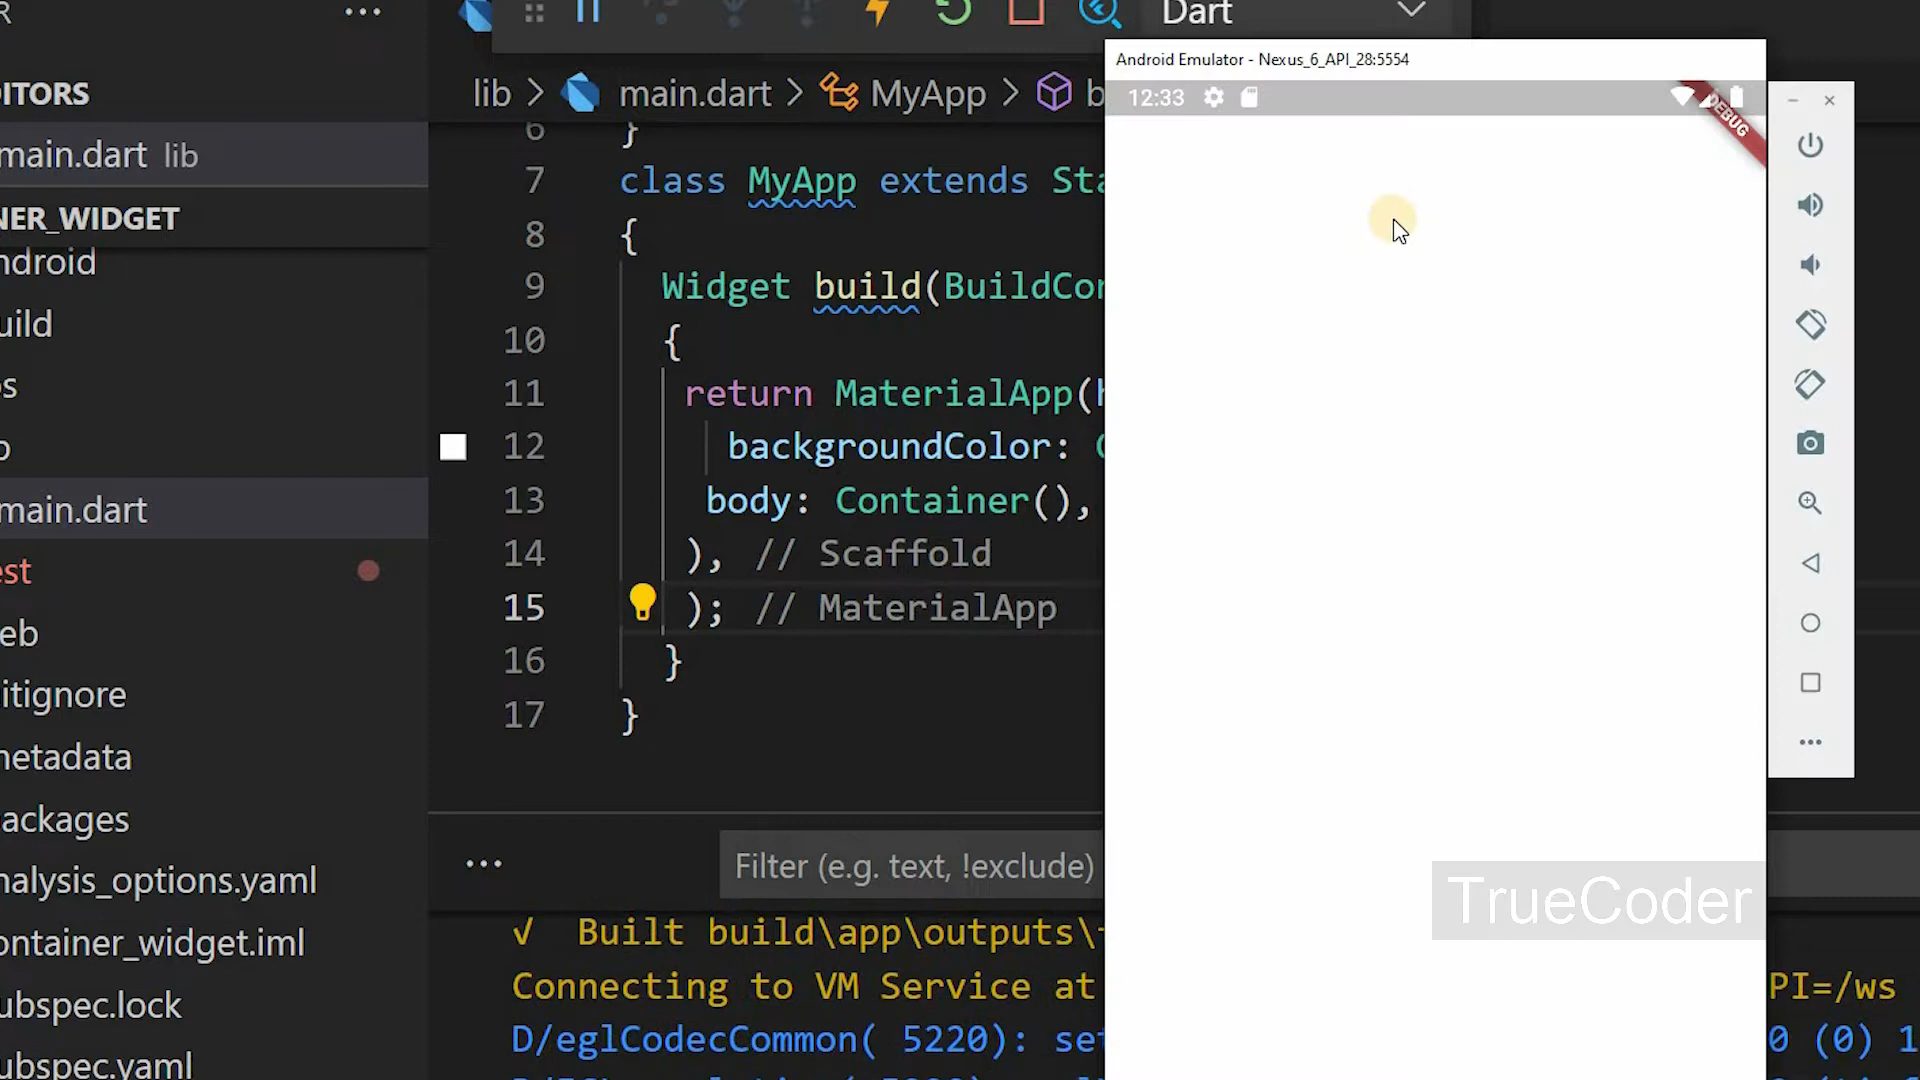 Dart
ITORS
main.dart lib
NER_WIDGET
ndroid
uild
main.dart
est
eb
itignore
netadata
ackages
nalysis_options.yaml
ontainer_widget.iml
ubspec.lock
ubspec.yaml
lib > main.dart > MyApp > b
6 }
7 class MyApp extends Sta
8 {
9 Widget build(BuildCon
10 {
11 return MaterialApp(h
12 backgroundColor: C
13 body: Container(),
14 ), // Scaffold
15 ); // MaterialApp
16 }
17 }
Filter (e.g. text, !exclude)
√ Built build\app\outputs\
Connecting to VM Service at
PI=/ws
D/eglCodecCommon( 5220): set
0 (0) 1
Android Emulator - Nexus_6_API_28:5554
12:33
DEBUG
TrueCoder